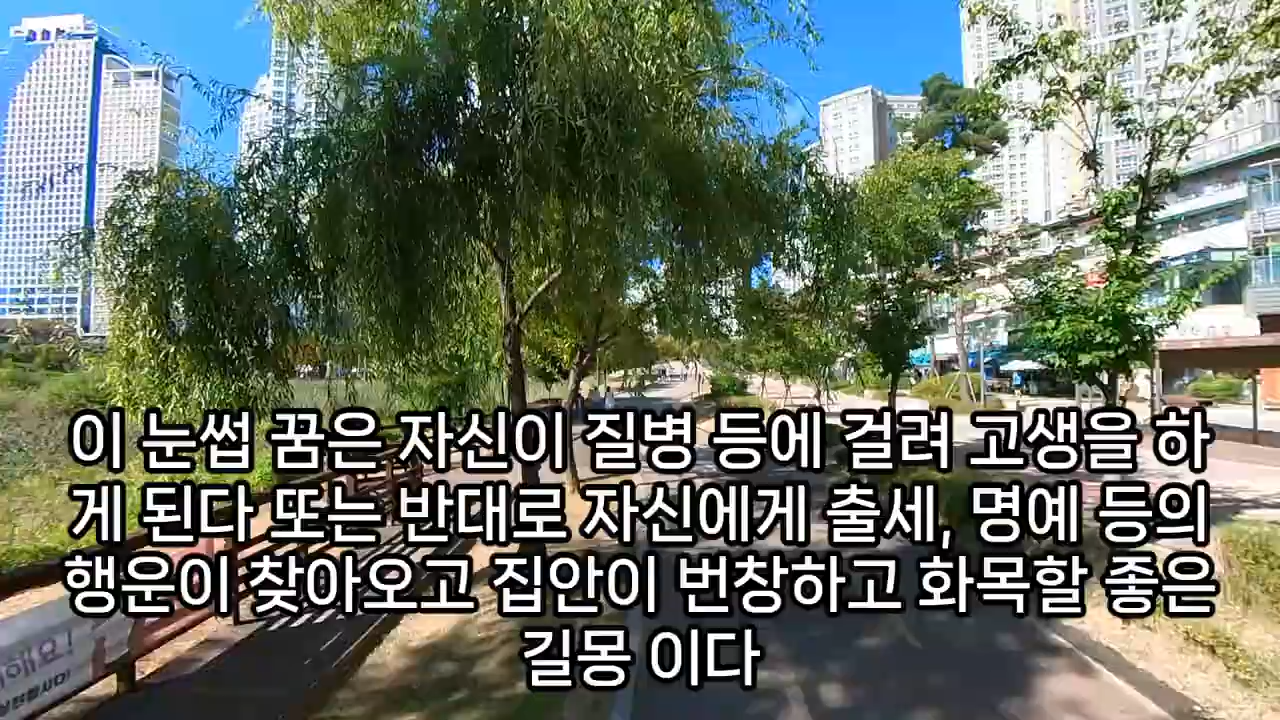 이 눈썹 꿈은 자신이 질병 등에 걸려 고생을 하
게 된다 또는 반대로 자신에게 출세, 명예 등의
행운이 찾아오고 집안이 번창하고 화목할 좋은
길몽 이다
해요!